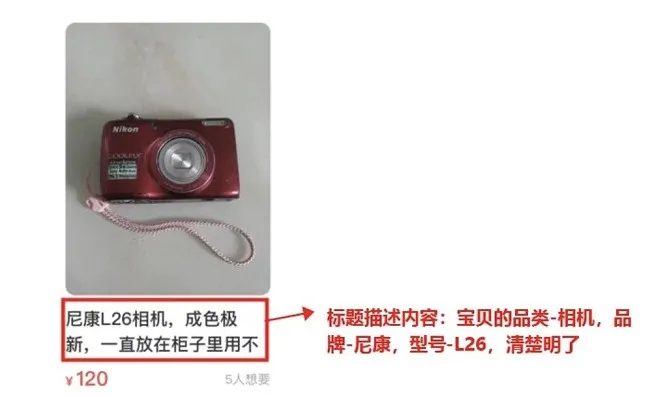 Nikon
COOLPIX
尼康L26相机，成色极
新，一直放在柜子里用不
¥120
5人想要
标题描述内容：宝贝的品类-相机，品
牌-尼康，型号-L26，清楚明了